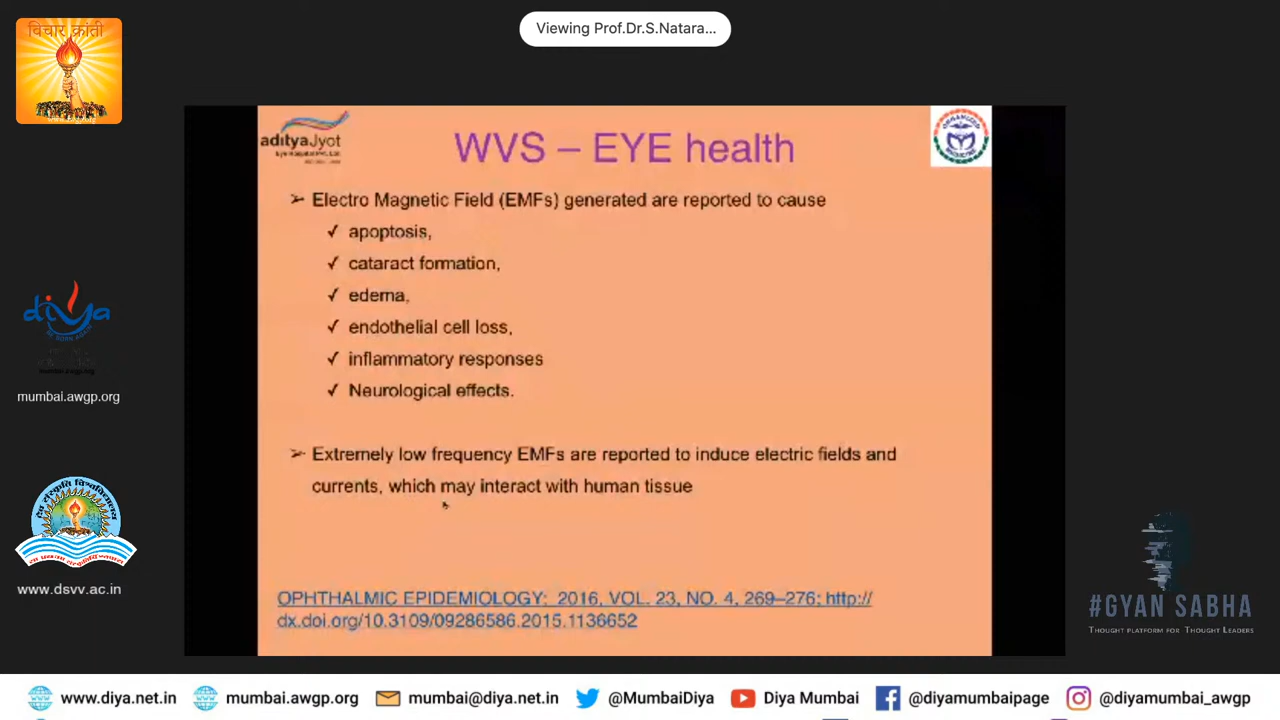 विचार क्रांती
Viewing Prof.Dr.S.Natara...
adityaJyot
WVS – EYE health
➢ Electro Magnetic Field (EMFs) generated are reported to cause
✓ apoptosis,
✓ cataract formation,
✓ edema,
✓ endothelial cell loss,
✓ inflammatory responses
✓ Neurological effects.
➢ Extremely low frequency EMFs are reported to induce electric fields and
currents, which may interact with human tissue
OPHTHALMIC EPIDEMIOLOGY; 2016, VOL. 23, NO. 4, 269–276; http://
dx.doi.org/10.3109/09286586.2015.1136652
diya
mumbai.awgp.org
www.dsvv.ac.in
#GYAN SABHA
THOUGHT PLATFORM FOR THOUGHT LEADERS
www.diya.net.in
mumbai.awgp.org
mumbai@diya.net.in
@MumbaiDiya
Diya Mumbai
@diyamumbaipage
@diyamumbai_awgp